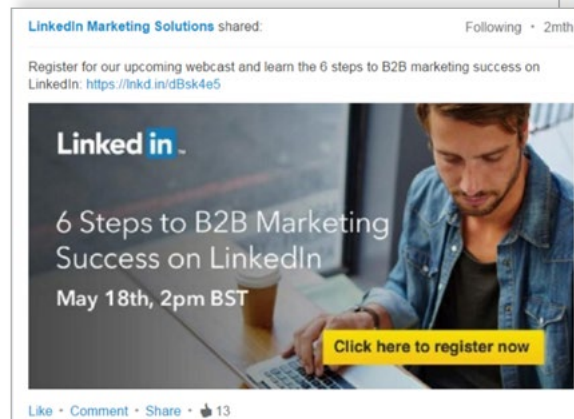 LinkedIn Marketing Solutions shared: Following • 2mth
Register for our upcoming webcast and learn the 6 steps to B2B marketing success on
LinkedIn: https://lnkd.in/dBsk4e5
Linked in
6 Steps to B2B Marketing
Success on LinkedIn
May 18th, 2pm BST
Click here to register now
Like • Comment • Share • 13